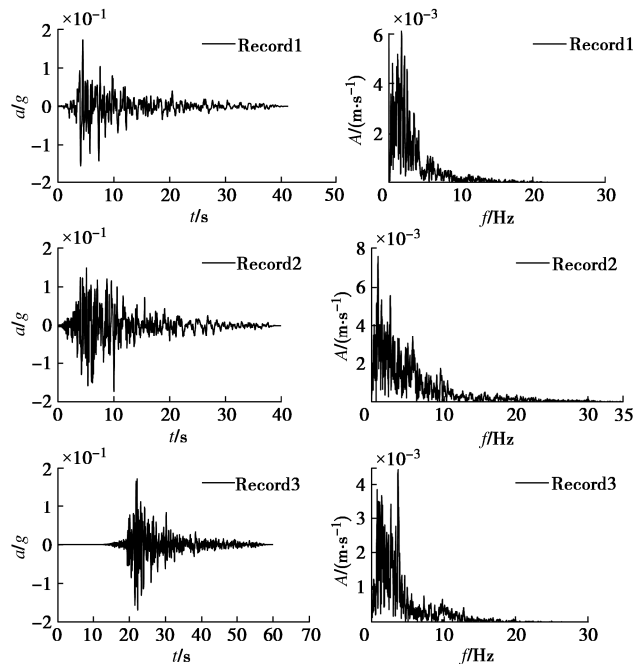 ×10⁻¹
2
1
0
−1
−2
a/g
Record1
0 10 20 30 40 50
t/s
×10⁻³
6
4
2
A/(m·s⁻¹)
Record1
0 10 20 30
f/Hz
×10⁻¹
2
1
0
−1
−2
a/g
Record2
0 10 20 30 40
t/s
×10⁻³
8
6
4
2
A/(m·s⁻¹)
Record2
0 10 20 30 35
f/Hz
×10⁻¹
2
1
0
−1
−2
a/g
Record3
0 10 20 30 40 50 60 70
t/s
×10⁻³
4
3
2
1
A/(m·s⁻¹)
Record3
0 10 20 30
f/Hz